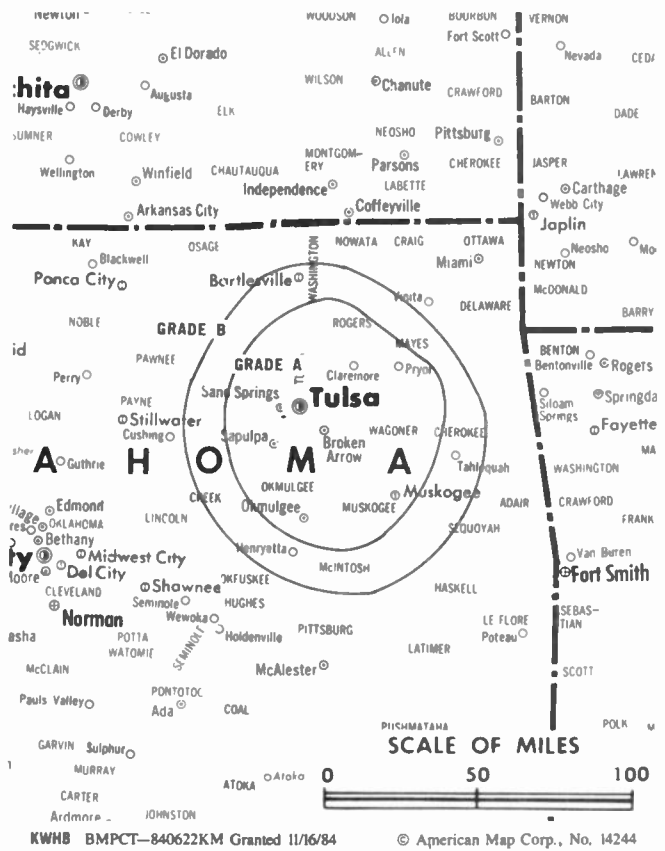 Newton WOODSON Iola BOURBON VERNON
Fort Scott
SEDGWICK El Dorado ALLEN Nevada
hita WILSON Chanute CRAWFORD
Augusta
Haysville Derby ELK BARTON
DADE
SUMNER COWLEY NEOSHO Pittsburg
MONTGOM-
ERY Parsons CHEROKEE JASPER
Wellington Winfield CHAUTAUQUA
Independence LABETTE Carthage
Webb City
Arkansas City Coffeyville Japlin
KAY OSAGE WASHINGTON NOWATA CRAIG OTTAWA
Blackwell Miami Neosho
NEWTON
Ponca City Bartlesville McDONALD
Vinita DELAWARE
BARRY
NOBLE GRADE B ROGERS
MAYES
id PAWNEE BENTON
GRADE A Bentonville Rogers
Perry Claremore Pryor
PAYNE Sand Springs Tulsa Siloam
Springs
Springda
LOGAN Stillwater
Cushing Sapulpa Broken
Arrow
WAGONER CHEROKEE Fayette
Guthrie Tahlequah WASHINGTON
A H O M A
OKMULGEE
CREEK MUSKOGEE Muskogee ADAIR CRAWFORD
Edmond Okmulgee
LINCOLN FRANK
OKLAHOMA SEQUOYAH
Bethany
Henryetta Van Buren
ty Midwest City McINTOSH
Moore Del City Fort Smith
OKFUSKEE
Shawnee HASKELL
CLEVELAND HUGHES
Seminole SEBAS-
TIAN
Norman Wewoka LE FLORE
PITTSBURG Poteau
asha POTTA
WATOMIE
SEMINOLE Holdenville
LATIMER
McCLAIN McAlester SCOTT
PONTOTOC
Pauls Valley Ada COAL
PUSHMATAHA POLK
GARVIN Sulphur SCALE OF MILES
MURRAY 0 50 100
ATOKA Atoka
CARTER
Ardmore JOHNSTON
KWHB BMPCT—840622KM Granted 11/16/84 © American Map Corp., No. 14244